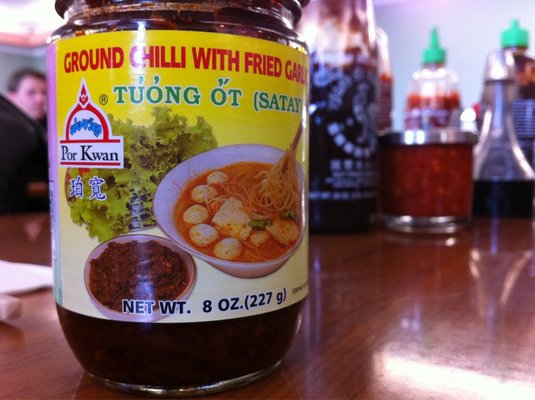 GROUND CHILLI WITH FRIED GARL
TƯƠNG ỚT (SATAY
®
Por Kwan
珀寬
NET WT. 8 OZ.(227 g)